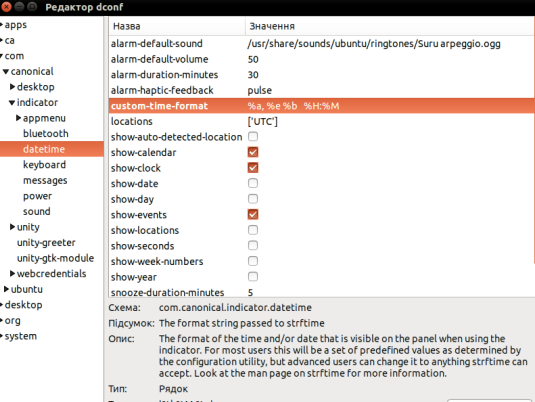 Редактор dconf
apps
ca
com
canonical
desktop
indicator
appmenu
bluetooth
datetime
keyboard
messages
power
sound
unity
unity-greeter
unity-gtk-module
webcredentials
ubuntu
desktop
org
system
Назва Значення
alarm-default-sound /usr/share/sounds/ubuntu/ringtones/Suru arpeggio.ogg
alarm-default-volume 50
alarm-duration-minutes 30
alarm-haptic-feedback pulse
custom-time-format %a, %e %b %H:%M
locations ['UTC']
show-auto-detected-location
show-calendar
show-clock
show-date
show-day
show-events
show-locations
show-seconds
show-week-numbers
show-year
snooze-duration-minutes 5
Схема: com.canonical.indicator.datetime
Підсумок: The format string passed to strftime
Опис: The format of the time and/or date that is visible on the panel when using the
indicator. For most users this will be a set of predefined values as determined by
the configuration utility, but advanced users can change it to anything strftime can
accept. Look at the man page on strftime for more information.
Тип: Рядок